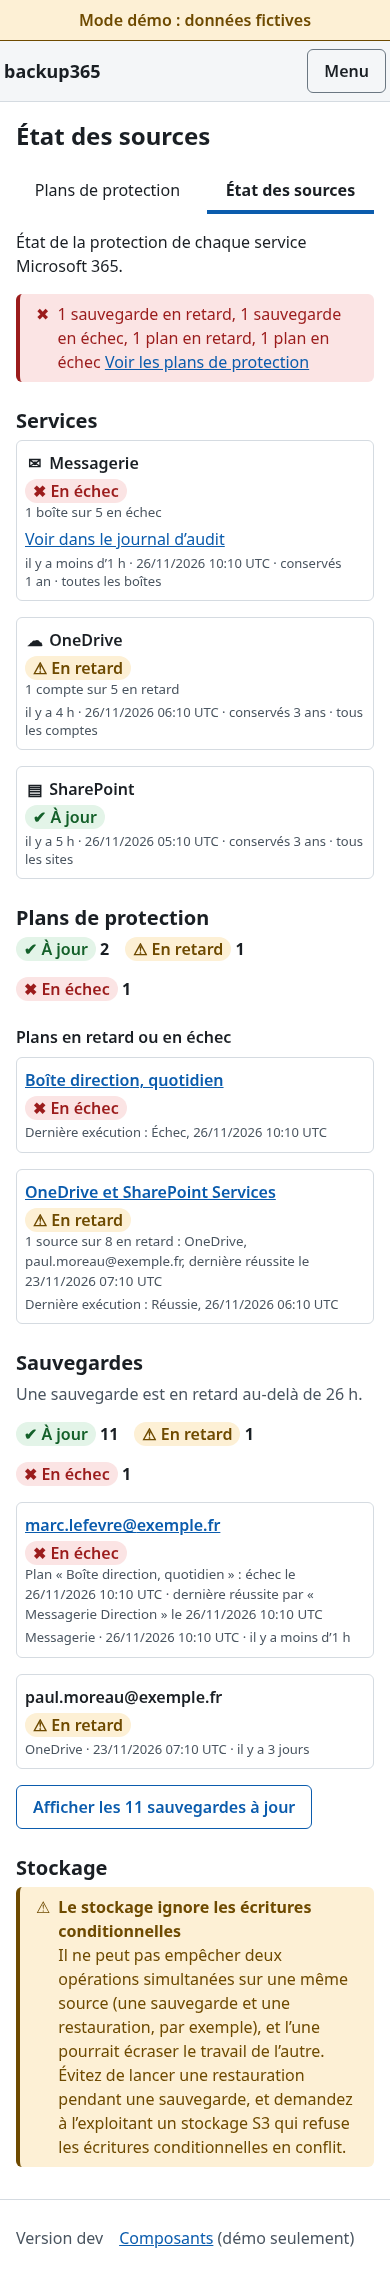 Mode démo : données fictives
backup365
Menu
État des sources
Plans de protection
État des sources
État de la protection de chaque service
Microsoft 365.
✖ 1 sauvegarde en retard, 1 sauvegarde
en échec, 1 plan en retard, 1 plan en
échec Voir les plans de protection
Services
✉ Messagerie
✖ En échec
1 boîte sur 5 en échec
Voir dans le journal d’audit
il y a moins d’1 h · 26/11/2026 10:10 UTC · conservés
1 an · toutes les boîtes
☁ OneDrive
⚠ En retard
1 compte sur 5 en retard
il y a 4 h · 26/11/2026 06:10 UTC · conservés 3 ans · tous
les comptes
▤ SharePoint
✔ À jour
il y a 5 h · 26/11/2026 05:10 UTC · conservés 3 ans · tous
les sites
Plans de protection
✔ À jour 2 ⚠ En retard 1
✖ En échec 1
Plans en retard ou en échec
Boîte direction, quotidien
✖ En échec
Dernière exécution : Échec, 26/11/2026 10:10 UTC
OneDrive et SharePoint Services
⚠ En retard
1 source sur 8 en retard : OneDrive,
paul.moreau@exemple.fr, dernière réussite le
23/11/2026 07:10 UTC
Dernière exécution : Réussie, 26/11/2026 06:10 UTC
Sauvegardes
Une sauvegarde est en retard au-delà de 26 h.
✔ À jour 11 ⚠ En retard 1
✖ En échec 1
marc.lefevre@exemple.fr
✖ En échec
Plan « Boîte direction, quotidien » : échec le
26/11/2026 10:10 UTC · dernière réussite par «
Messagerie Direction » le 26/11/2026 10:10 UTC
Messagerie · 26/11/2026 10:10 UTC · il y a moins d’1 h
paul.moreau@exemple.fr
⚠ En retard
OneDrive · 23/11/2026 07:10 UTC · il y a 3 jours
Afficher les 11 sauvegardes à jour
Stockage
⚠ Le stockage ignore les écritures
conditionnelles
Il ne peut pas empêcher deux
opérations simultanées sur une même
source (une sauvegarde et une
restauration, par exemple), et l’une
pourrait écraser le travail de l’autre.
Évitez de lancer une restauration
pendant une sauvegarde, et demandez
à l’exploitant un stockage S3 qui refuse
les écritures conditionnelles en conflit.
Version dev Composants (démo seulement)